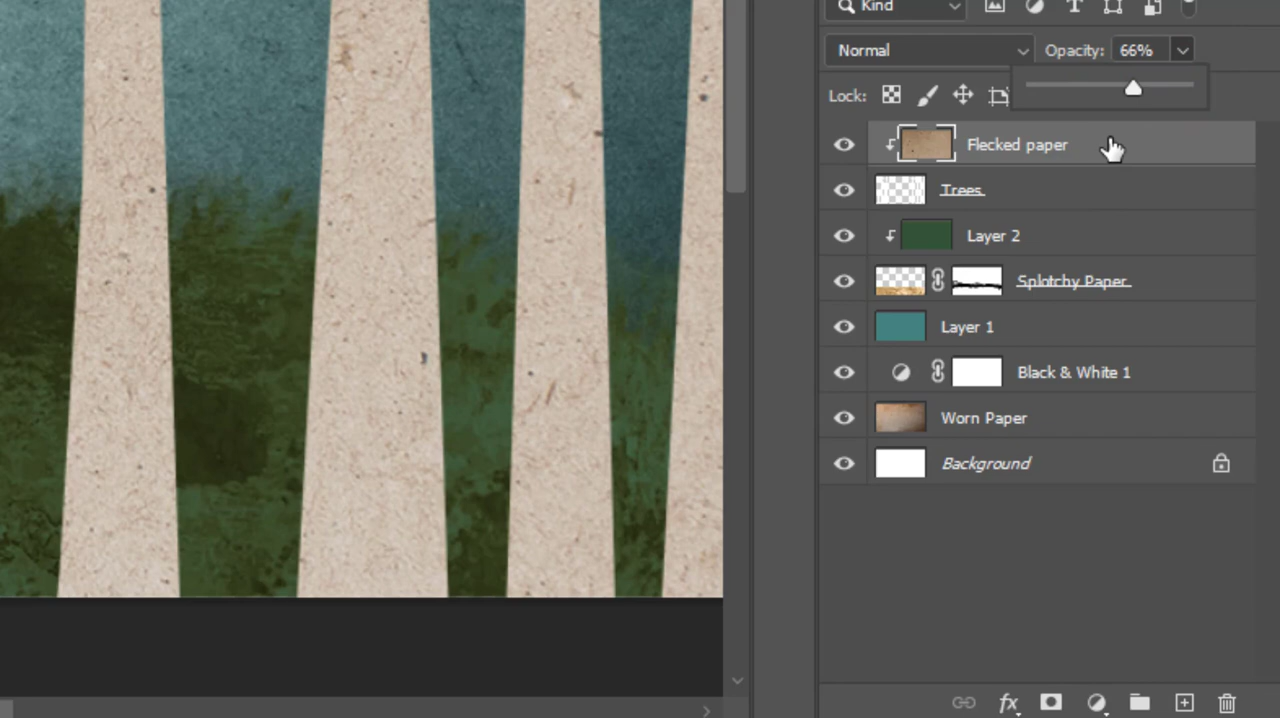 Kind
Normal Opacity: 66%
Lock:
Flecked paper
Trees
Layer 2
Splotchy Paper
Layer 1
Black & White 1
Worn Paper
Background
fx